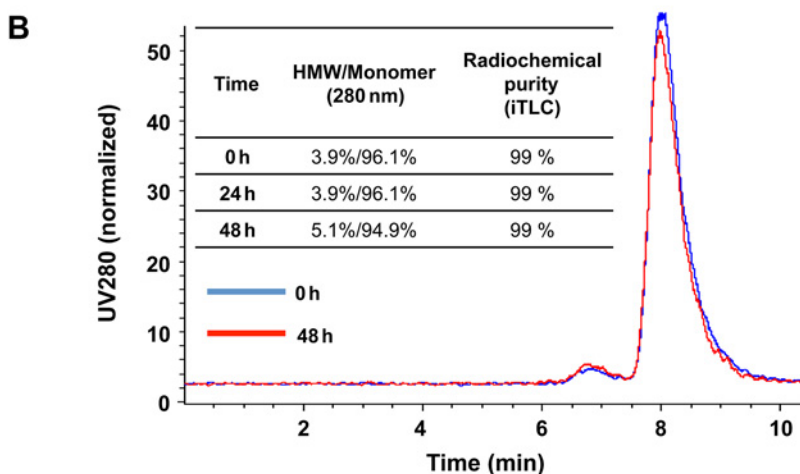 B
UV280 (normalized)
50
40
30
20
10
0
Time HMW/Monomer (280 nm) Radiochemical purity (iTLC)
0 h 3.9%/96.1% 99 %
24 h 3.9%/96.1% 99 %
48 h 5.1%/94.9% 99 %
0 h
48 h
2 4 6 8 10
Time (min)